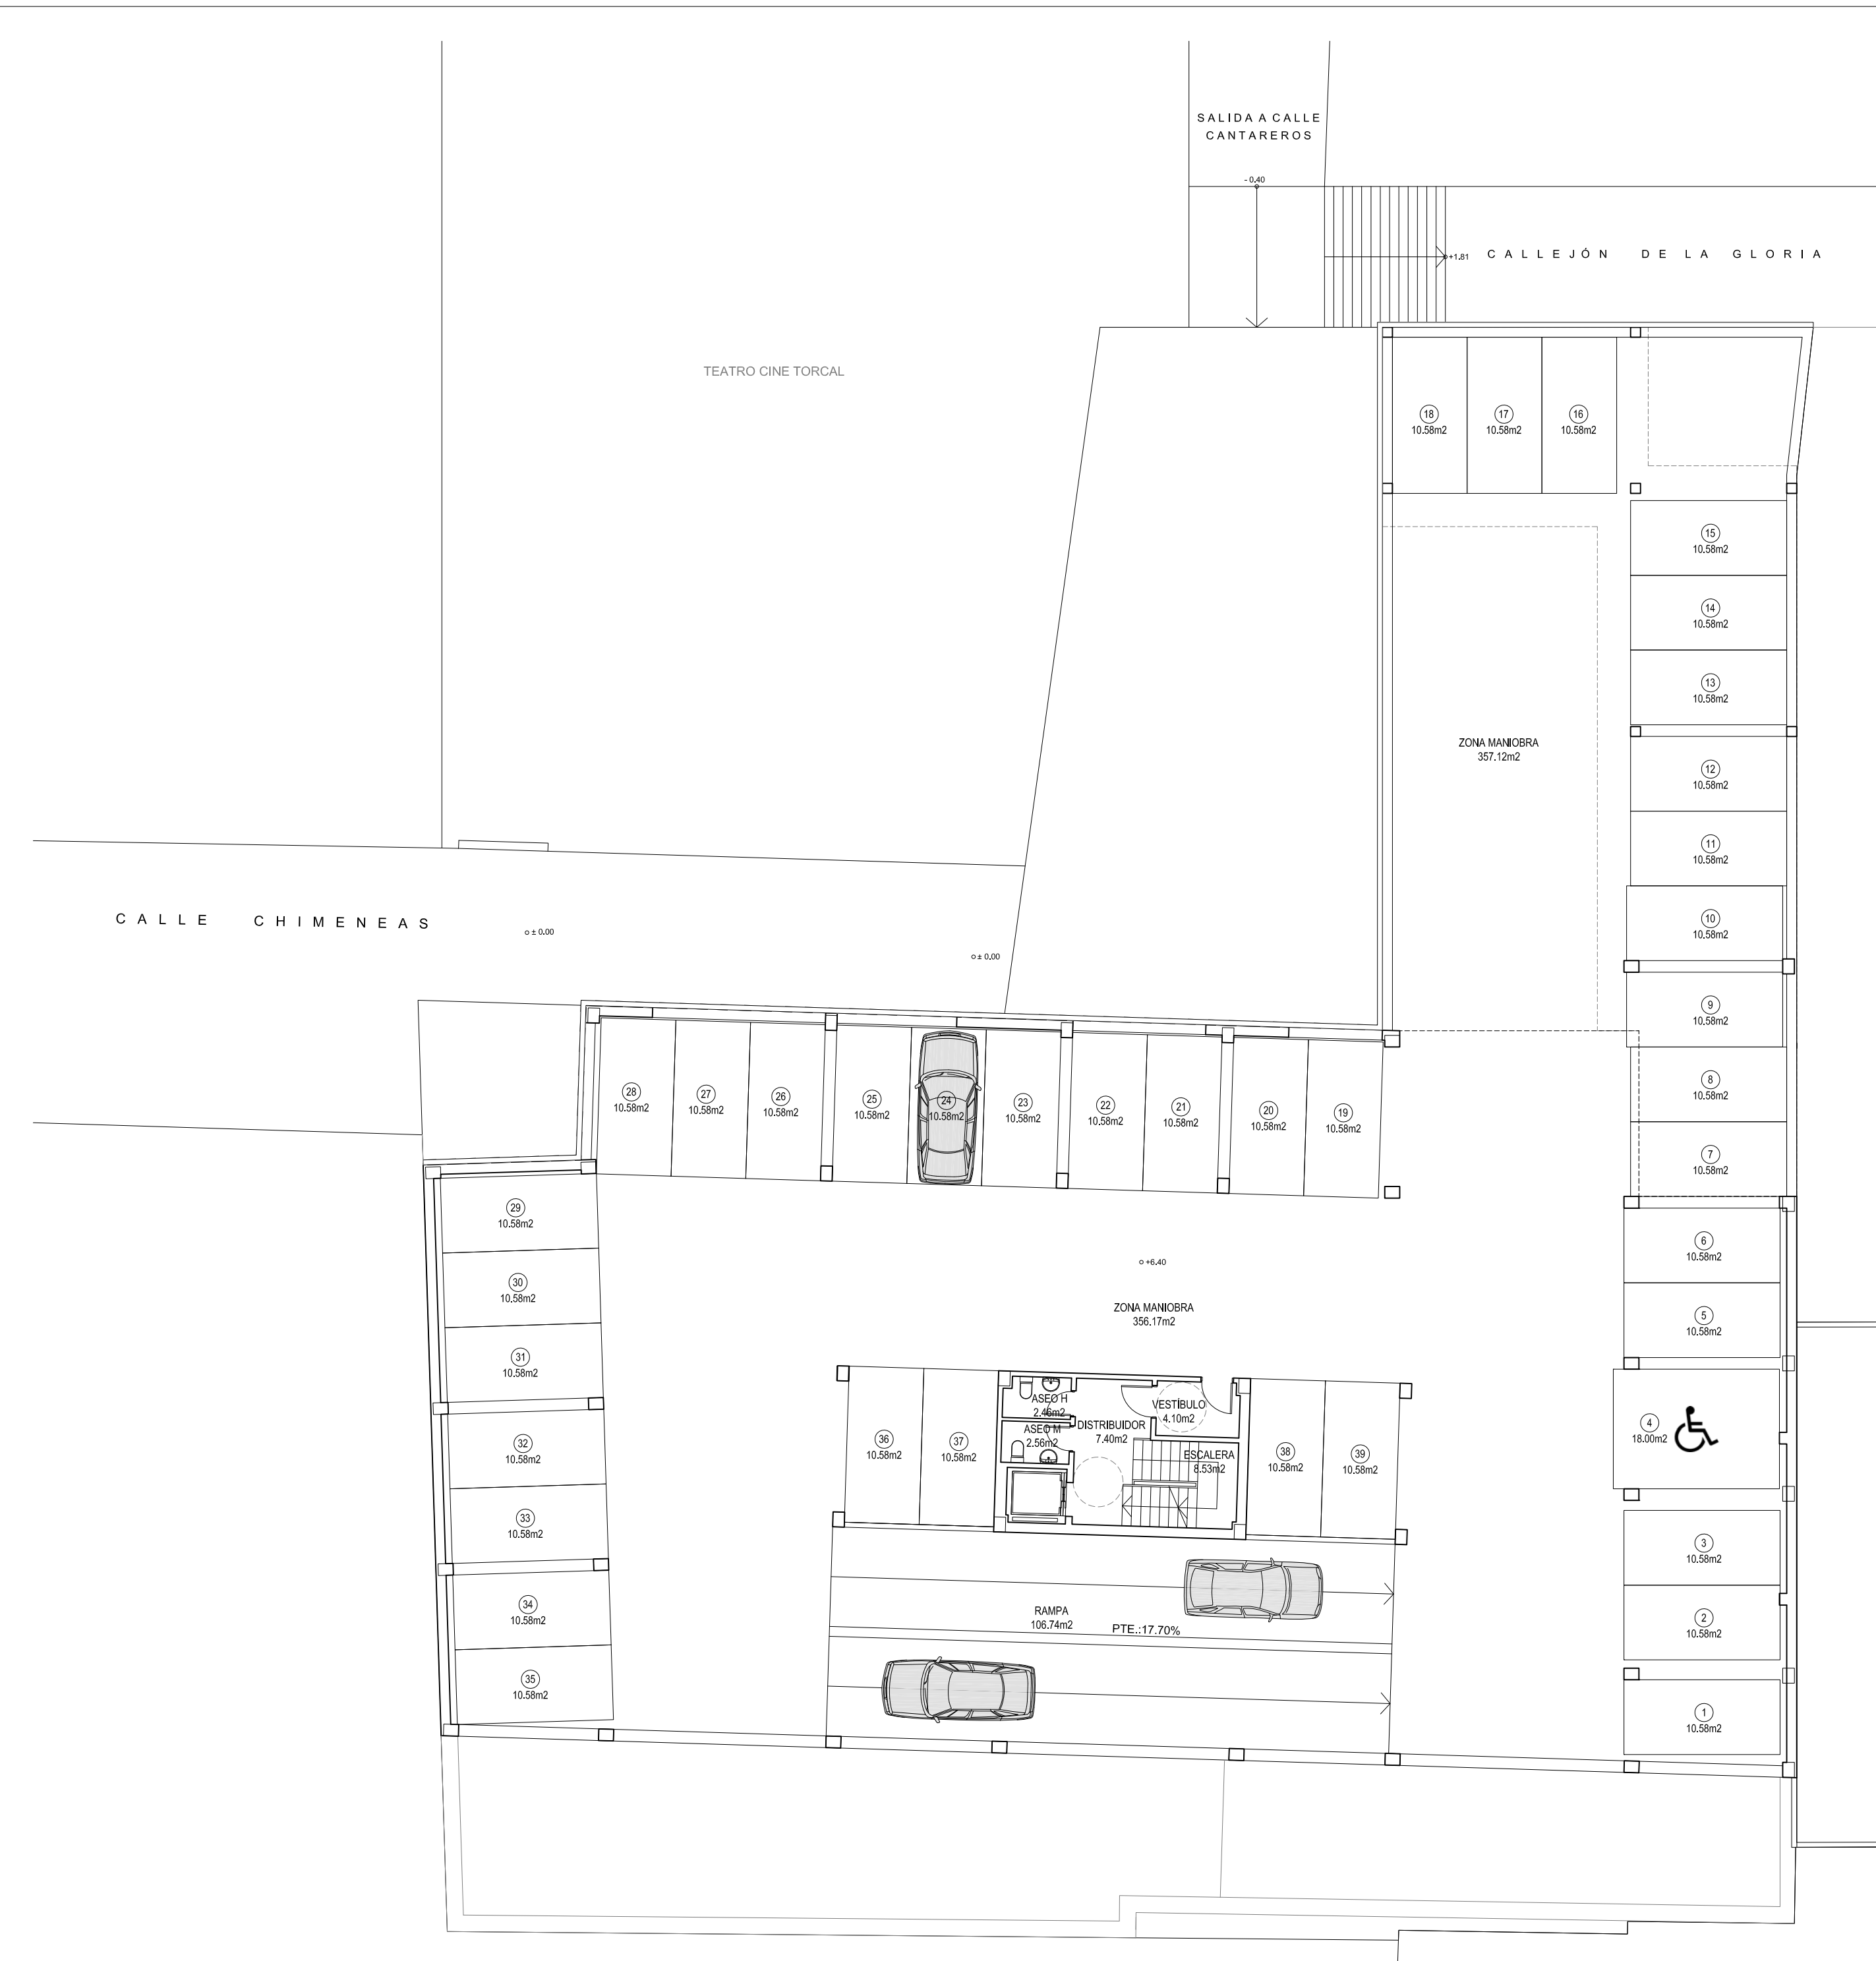 SALIDA A CALLE
CANTAREROS
- 0.40
+1.81
CALLEJÓN DE LA GLORIA
TEATRO CINE TORCAL
18
10.58m2
17
10.58m2
16
10.58m2
15
10.58m2
14
10.58m2
13
10.58m2
ZONA MANIOBRA
357.12m2
12
10.58m2
11
10.58m2
10
10.58m2
CALLE CHIMENEAS
± 0.00
± 0.00
9
10.58m2
8
10.58m2
7
10.58m2
28
10.58m2
27
10.58m2
26
10.58m2
25
10.58m2
24
10.58m2
23
10.58m2
22
10.58m2
21
10.58m2
20
10.58m2
19
10.58m2
29
10.58m2
30
10.58m2
31
10.58m2
32
10.58m2
33
10.58m2
34
10.58m2
35
10.58m2
+6.40
ZONA MANIOBRA
356.17m2
6
10.58m2
5
10.58m2
4
18.00m2
3
10.58m2
2
10.58m2
1
10.58m2
36
10.58m2
37
10.58m2
ASEO H
2.46m2
ASEO M
2.56m2
DISTRIBUIDOR
7.40m2
VESTÍBULO
4.10m2
ESCALERA
8.53m2
38
10.58m2
39
10.58m2
RAMPA
106.74m2
PTE.:17.70%